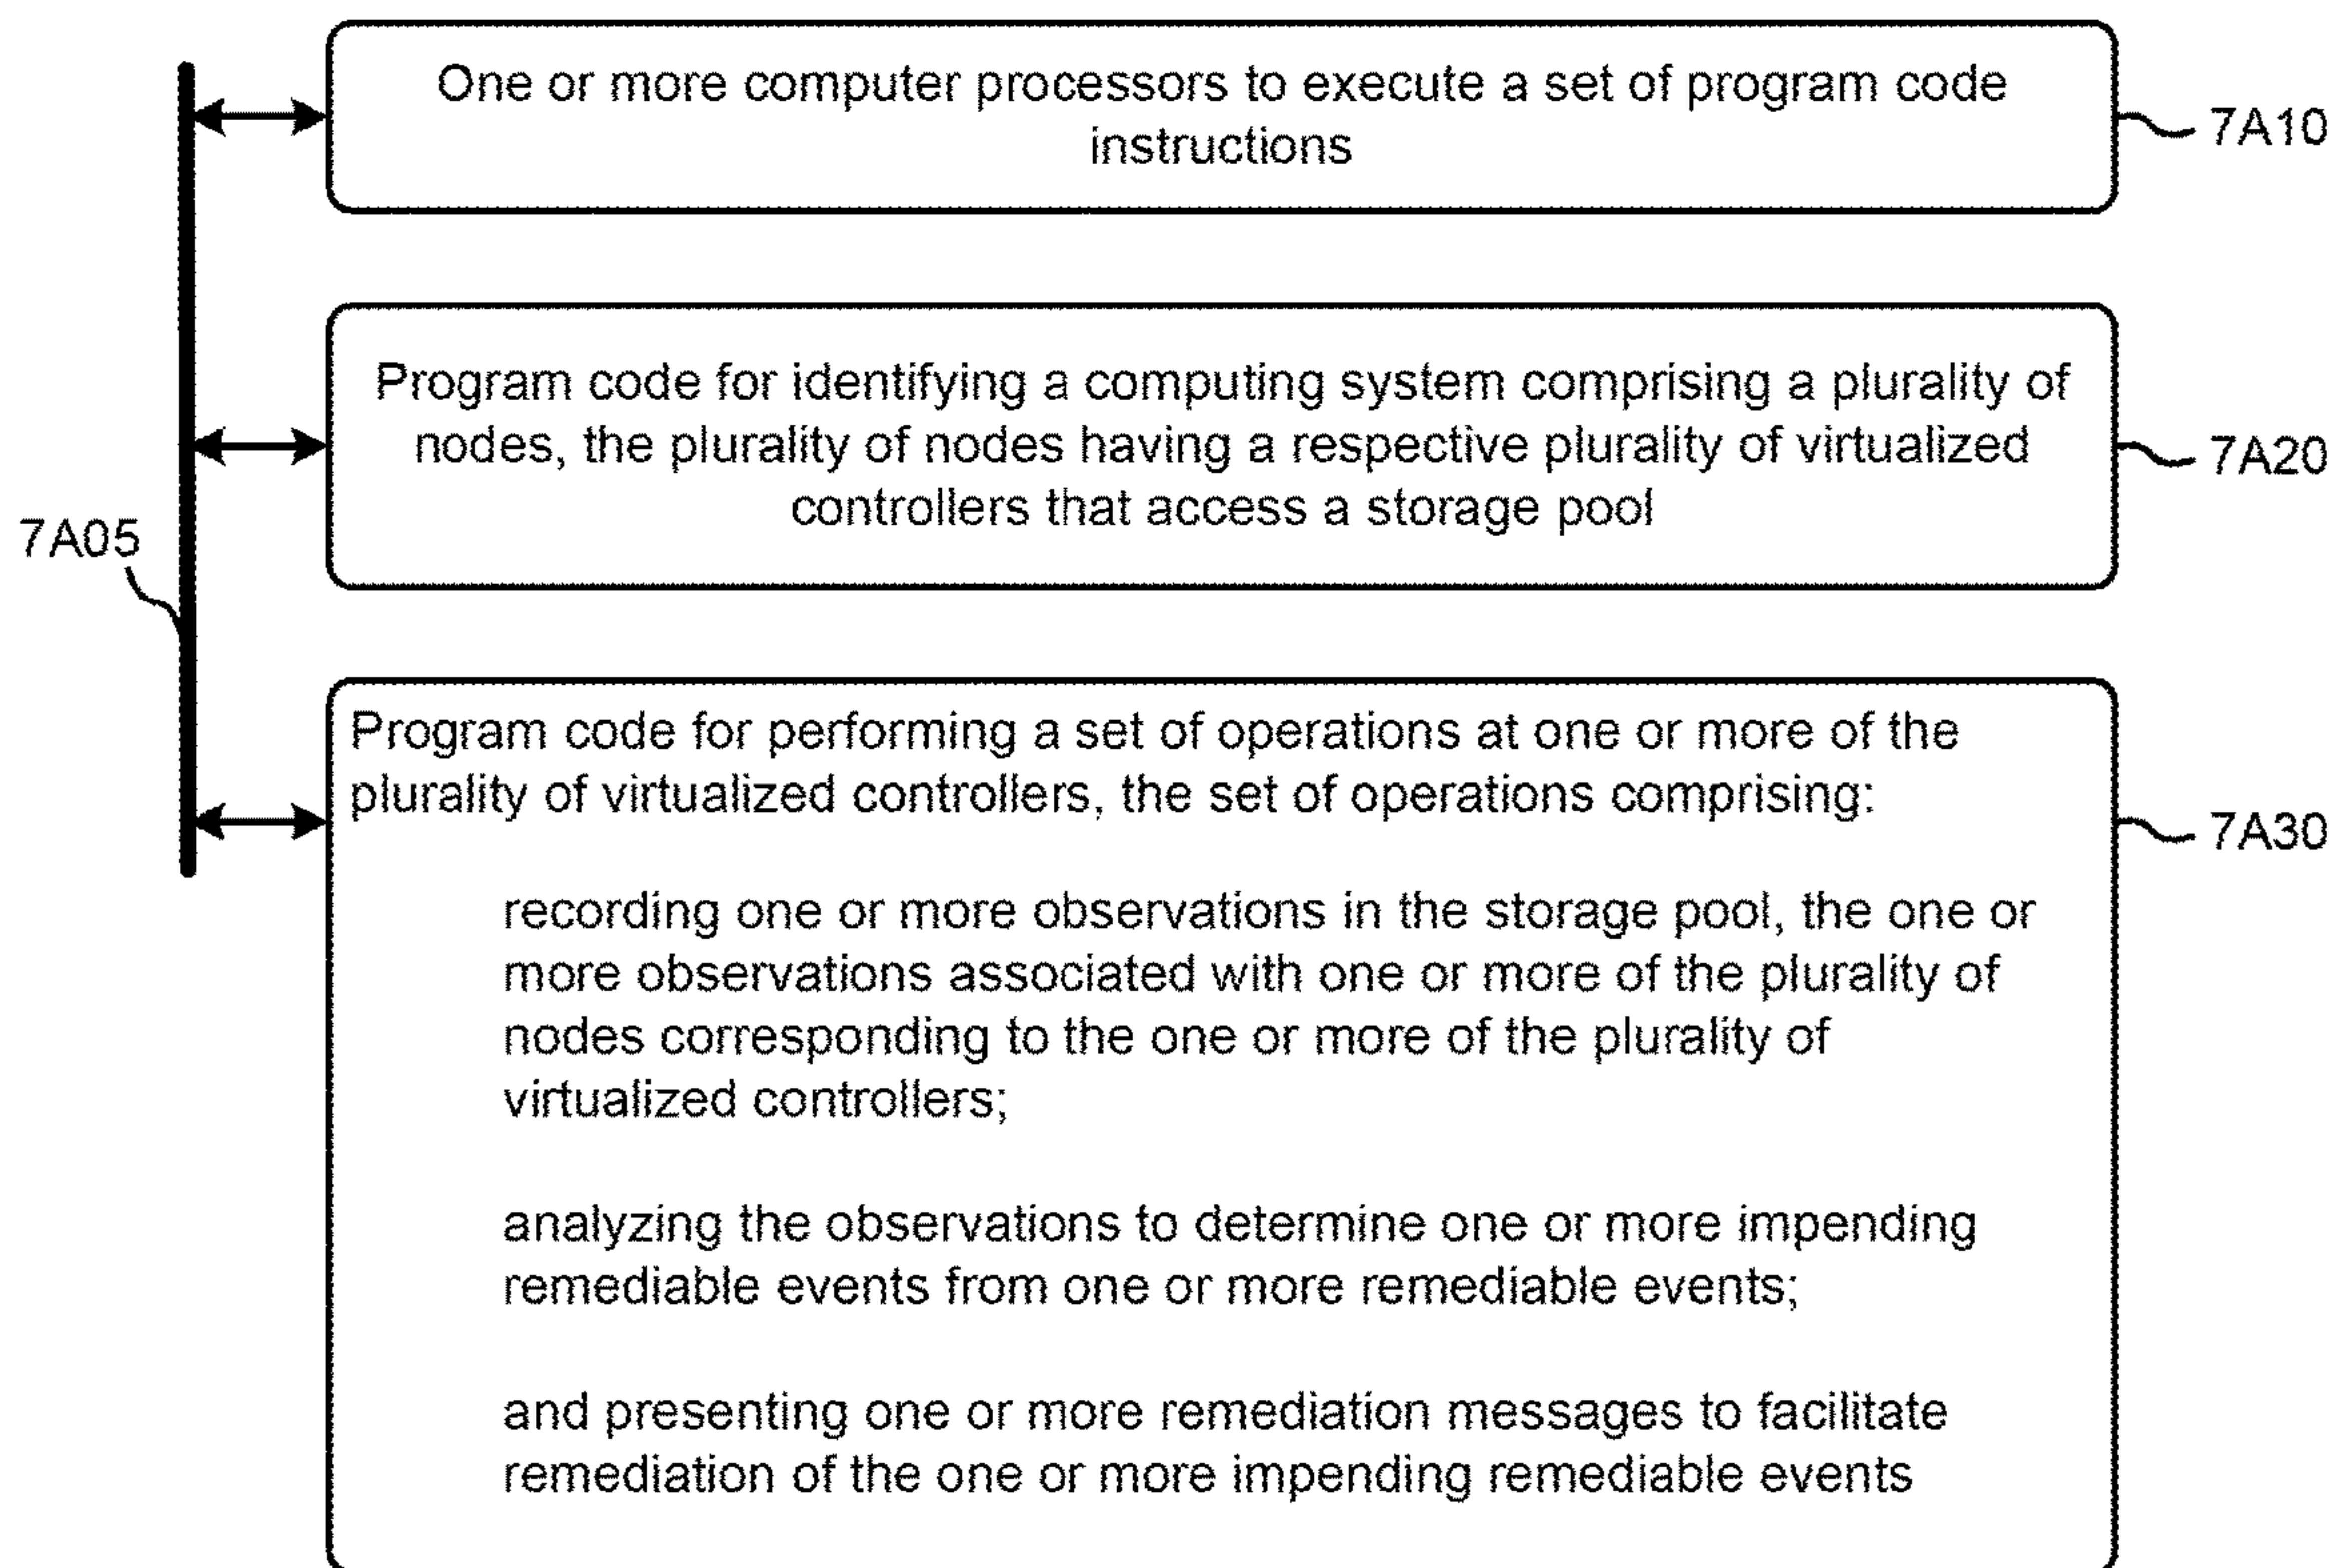 One or more computer processors to execute a set of program code
instructions
7A10
Program code for identifying a computing system comprising a plurality of
nodes, the plurality of nodes having a respective plurality of virtualized
controllers that access a storage pool
7A20
7A05
Program code for performing a set of operations at one or more of the
plurality of virtualized controllers, the set of operations comprising:
7A30
recording one or more observations in the storage pool, the one or
more observations associated with one or more of the plurality of
nodes corresponding to the one or more of the plurality of
virtualized controllers;
analyzing the observations to determine one or more impending
remediable events from one or more remediable events;
and presenting one or more remediation messages to facilitate
remediation of the one or more impending remediable events